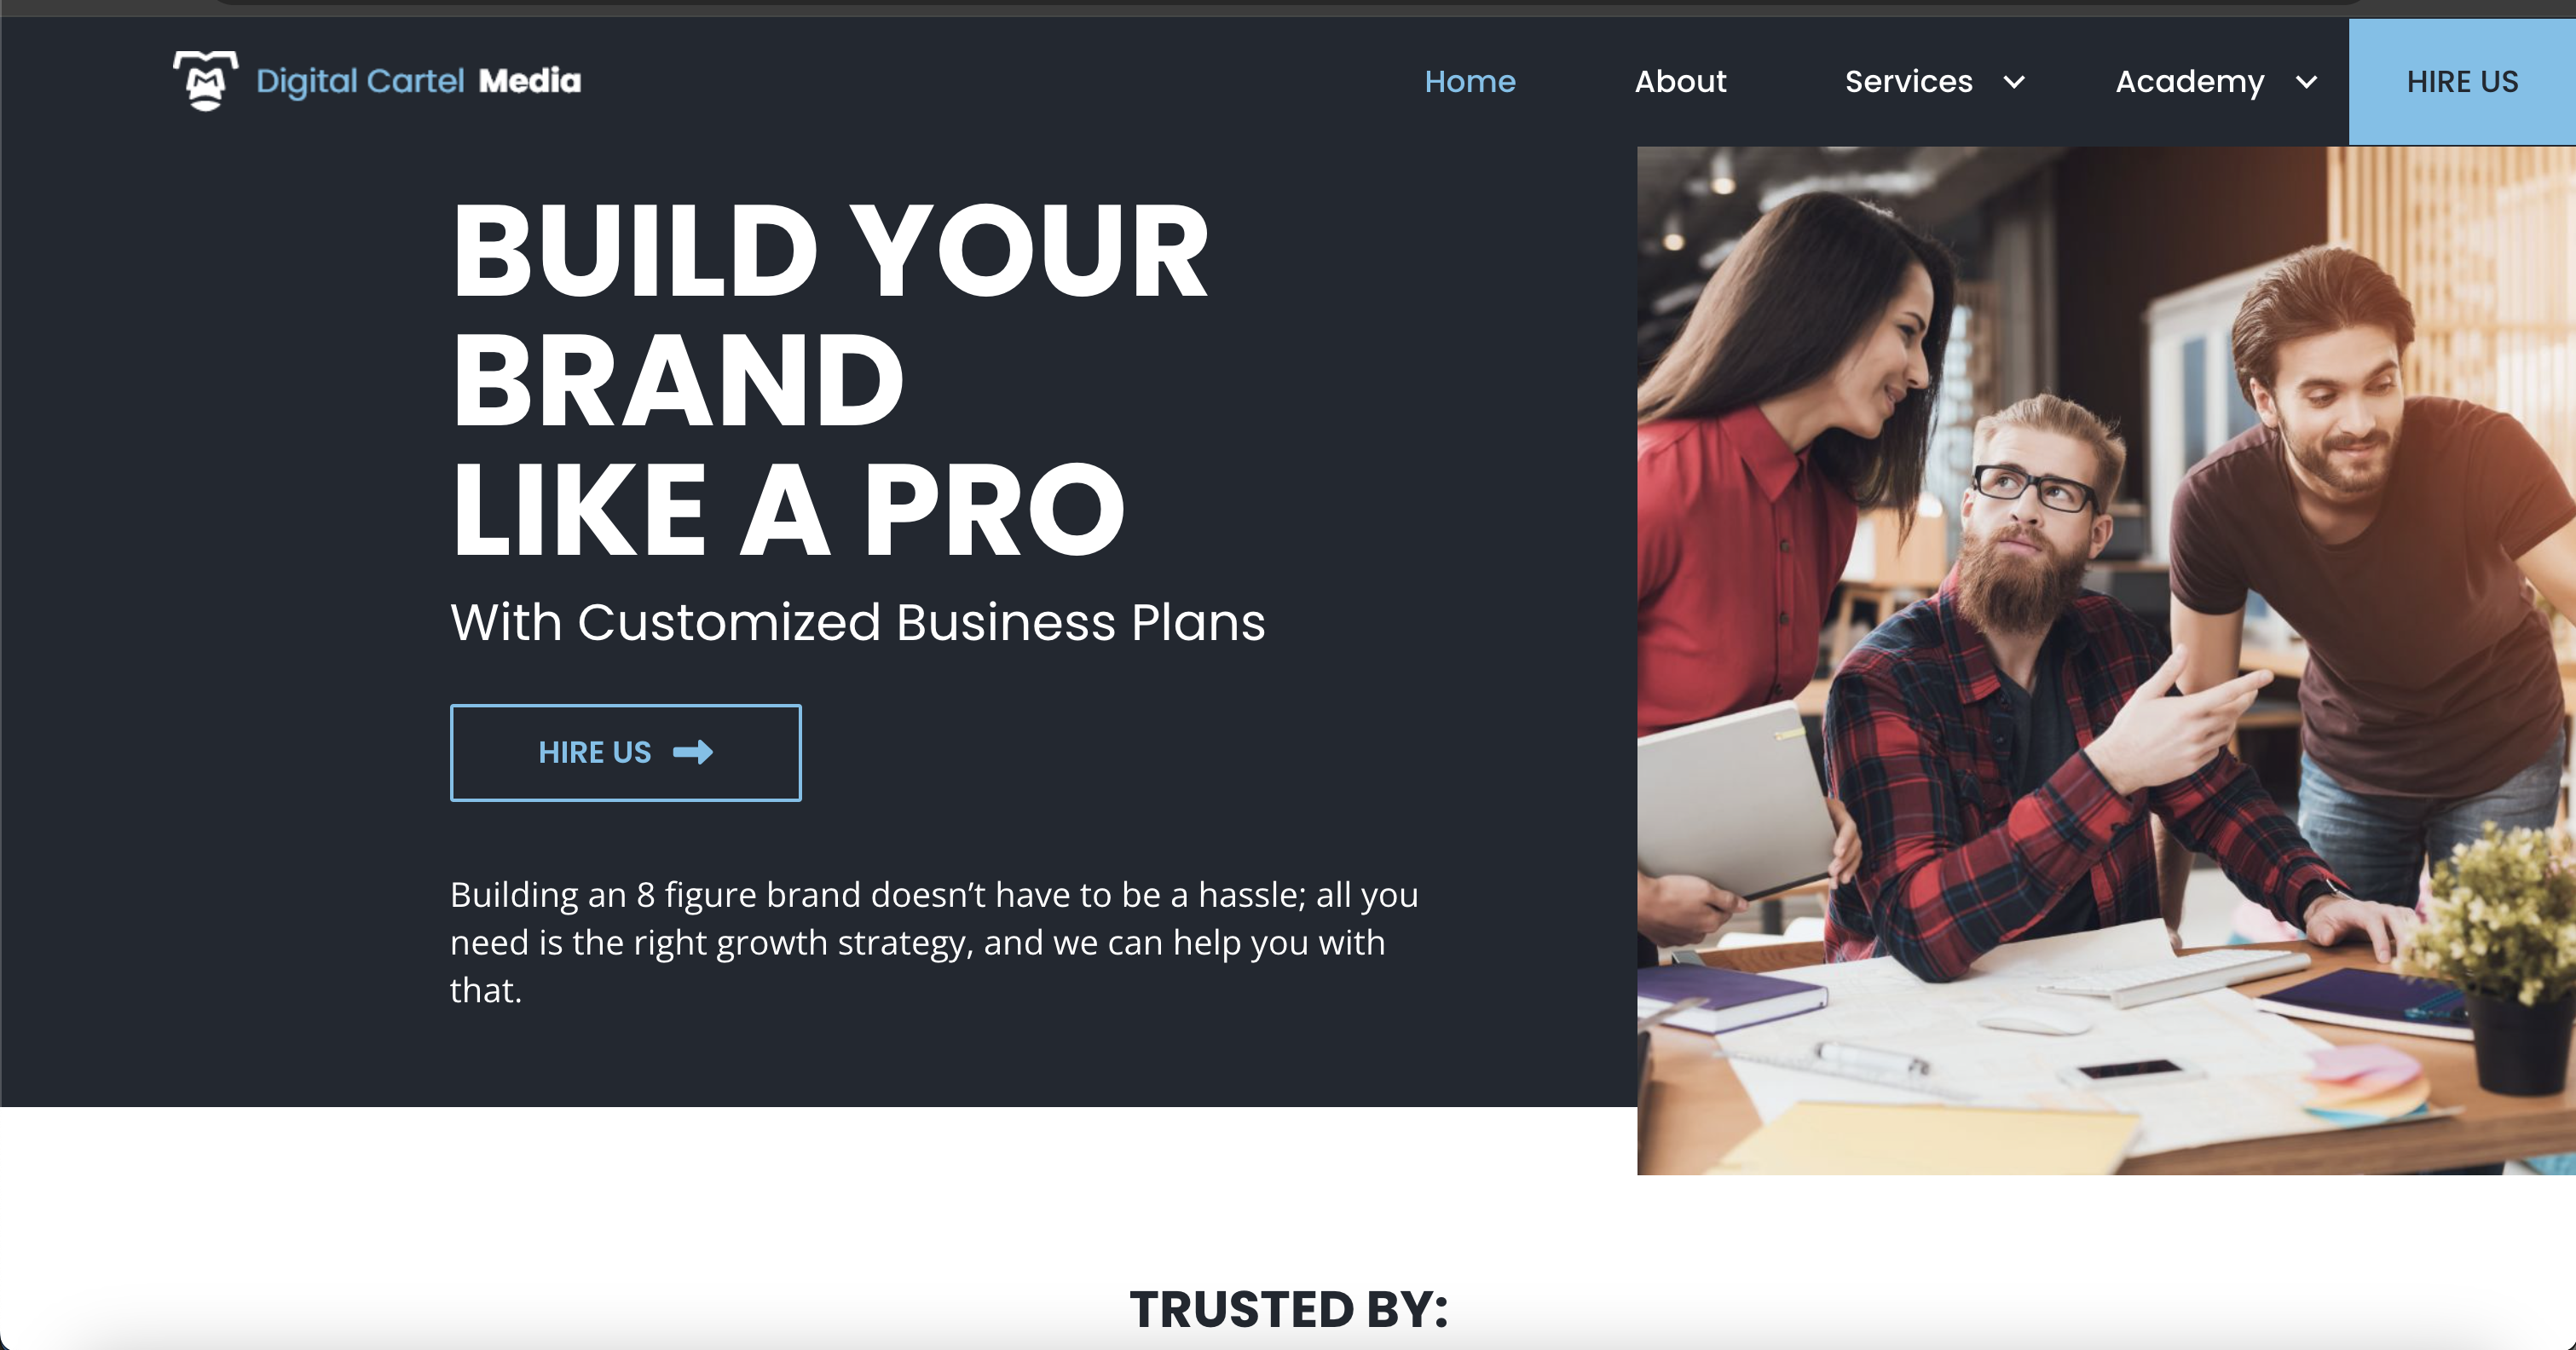 Digital Cartel Media
Home
About
Services
Academy
HIRE US
BUILD YOUR
BRAND
LIKE A PRO
With Customized Business Plans
HIRE US
Building an 8 figure brand doesn’t have to be a hassle; all you
need is the right growth strategy, and we can help you with
that.
TRUSTED BY: